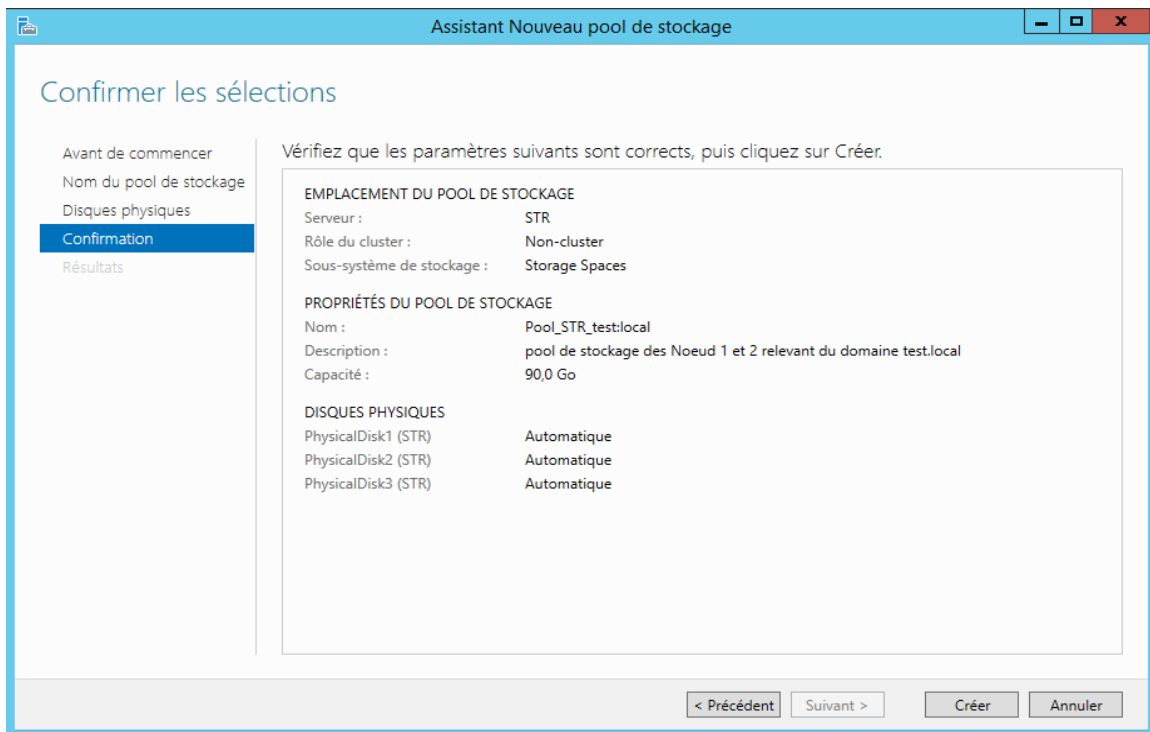 Assistant Nouveau pool de stockage
Confirmer les sélections
Avant de commencer
Nom du pool de stockage
Disques physiques
Confirmation
Résultats
Vérifiez que les paramètres suivants sont corrects, puis cliquez sur Créer.
EMPLACEMENT DU POOL DE STOCKAGE
Serveur : STR
Rôle du cluster : Non-cluster
Sous-système de stockage : Storage Spaces
PROPRIÉTÉS DU POOL DE STOCKAGE
Nom : Pool_STR_test:local
Description : pool de stockage des Noeud 1 et 2 relevant du domaine test.local
Capacité : 90,0 Go
DISQUES PHYSIQUES
PhysicalDisk1 (STR) Automatique
PhysicalDisk2 (STR) Automatique
PhysicalDisk3 (STR) Automatique
< Précédent Suivant > Créer Annuler